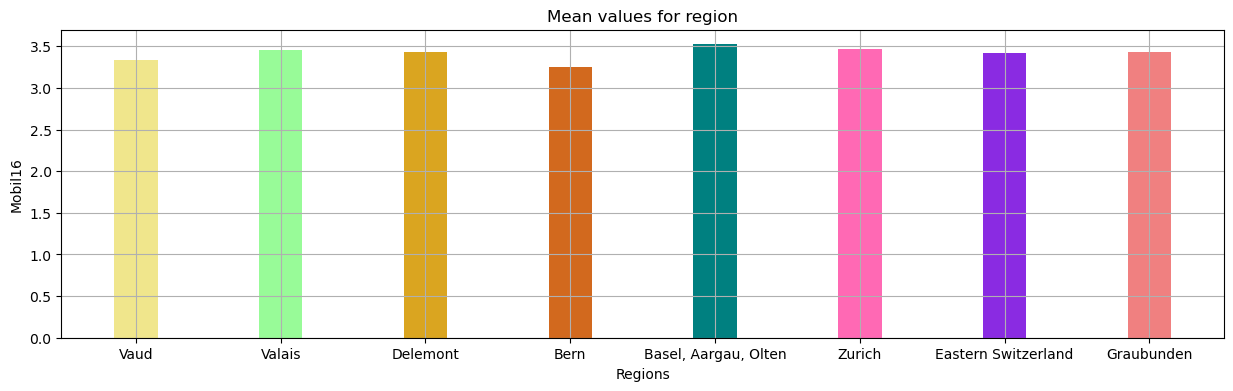 Mean values for region
Mobil16
3.5
3.0
2.5
2.0
1.5
1.0
0.5
0.0
Vaud Valais Delemont Bern Basel, Aargau, Olten Zurich Eastern Switzerland Graubunden
Regions